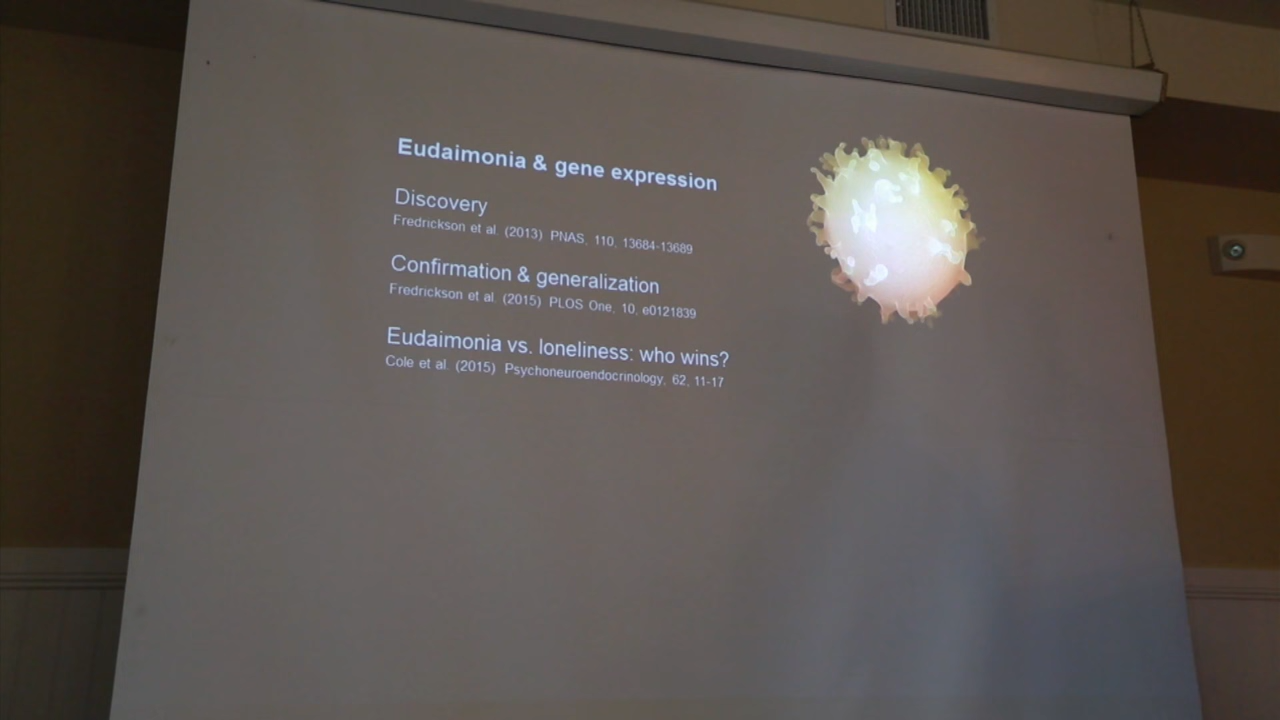 Eudaimonia & gene expression
Discovery
Fredrickson et al. (2013) PNAS, 110, 13684-13689
Confirmation & generalization
Fredrickson et al. (2015) PLOS One, 10, e0121839
Eudaimonia vs. loneliness: who wins?
Cole et al. (2015) Psychoneuroendocrinology, 62, 11-17